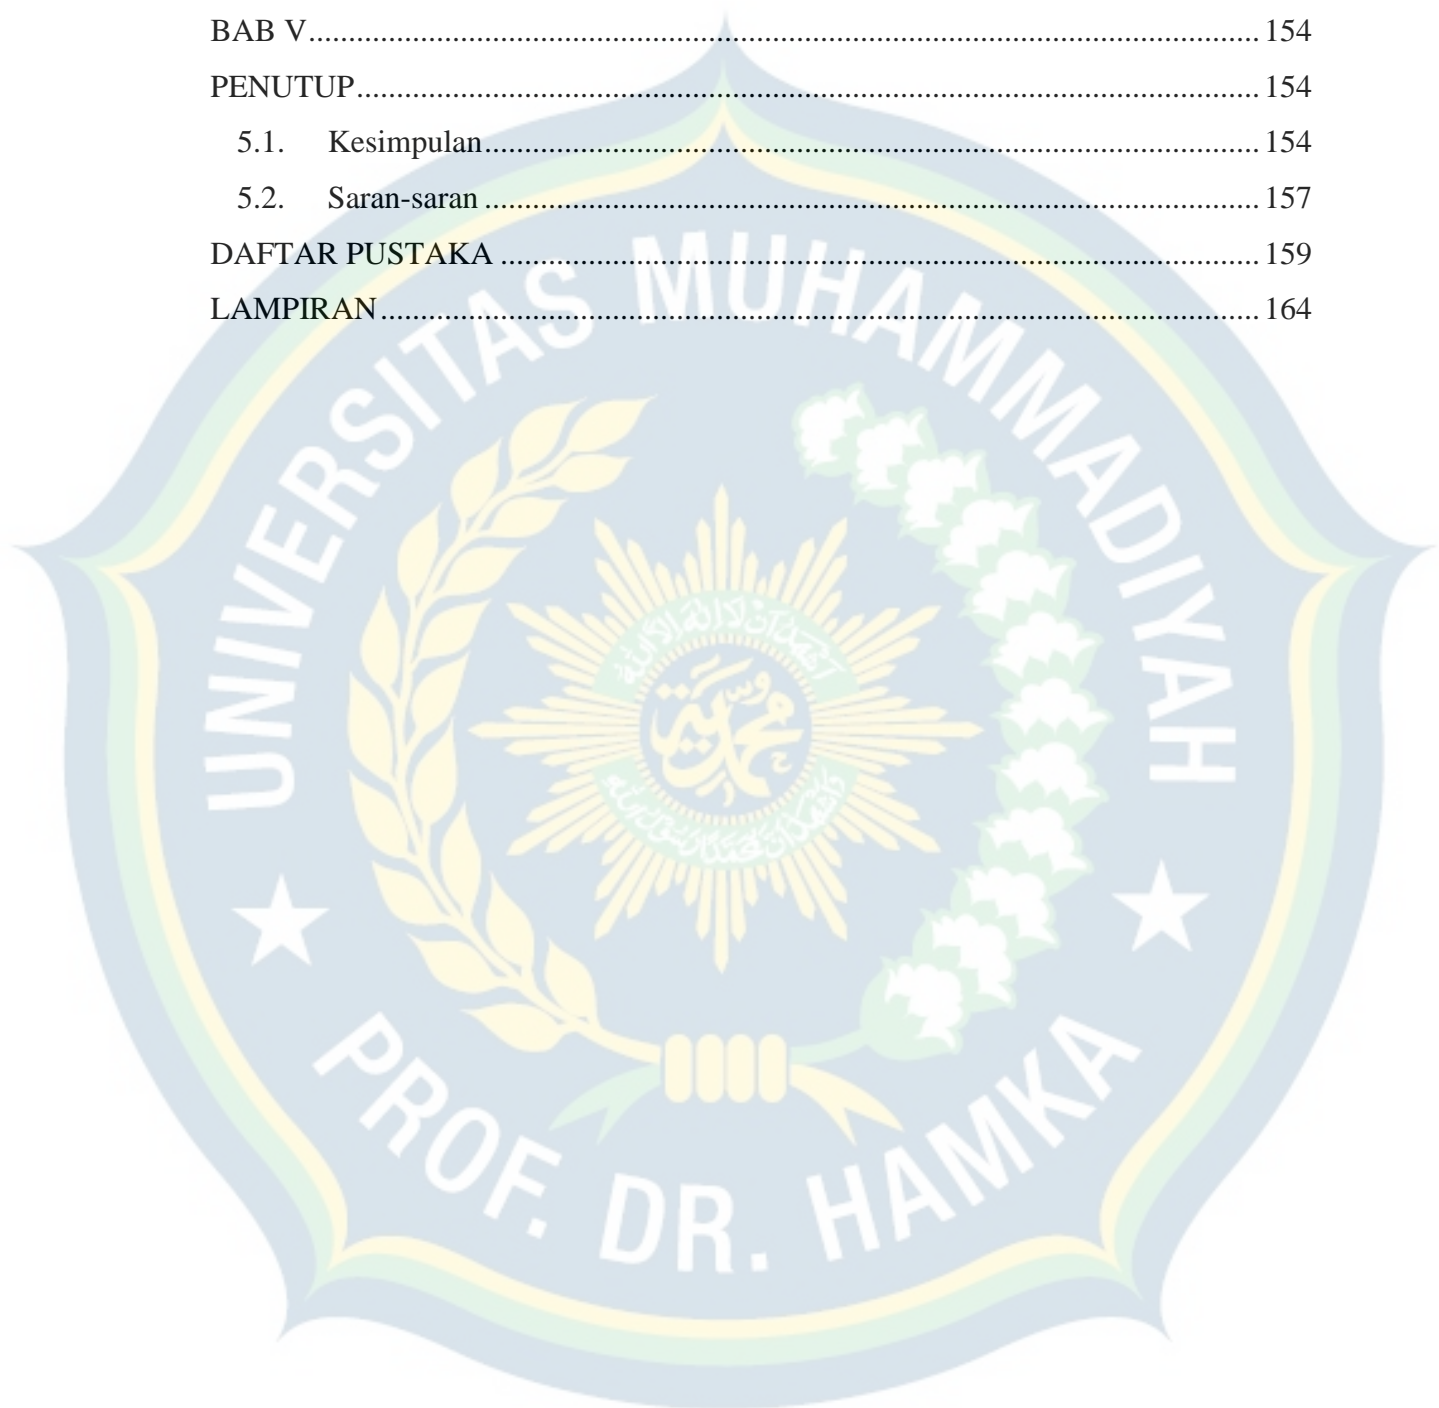 BAB V........................................................................................................................ 154
PENUTUP.................................................................................................................. 154
5.1. Kesimpulan.................................................................................................. 154
5.2. Saran-saran .................................................................................................. 157
DAFTAR PUSTAKA ................................................................................................ 159
LAMPIRAN............................................................................................................... 164
UNIVERSITAS MUHAMMADIYAH
PROF. DR. HAMKA